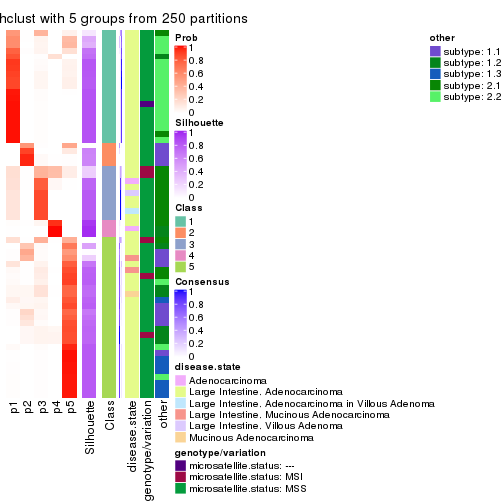 hclust with 5 groups from 250 partitions
Prob
1
0.8
0.6
0.4
0.2
0
Silhouette
1
0.8
0.6
0.4
0.2
0
Class
1
2
3
4
5
Consensus
1
0.8
0.6
0.4
0.2
0
disease.state
Adenocarcinoma
Large Intestine. Adenocarcinoma
Large Intestine. Adenocarcinoma in Villous Adenoma
Large Intestine. Mucinous Adenocarcinoma
Large Intestine. Villous Adenoma
Mucinous Adenocarcinoma
genotype/variation
microsatellite.status: ---
microsatellite.status: MSI
microsatellite.status: MSS
other
subtype: 1.1
subtype: 1.2
subtype: 1.3
subtype: 2.1
subtype: 2.2
p1
p2
p3
p4
p5
Silhouette
Class
disease.state
genotype/variation
other